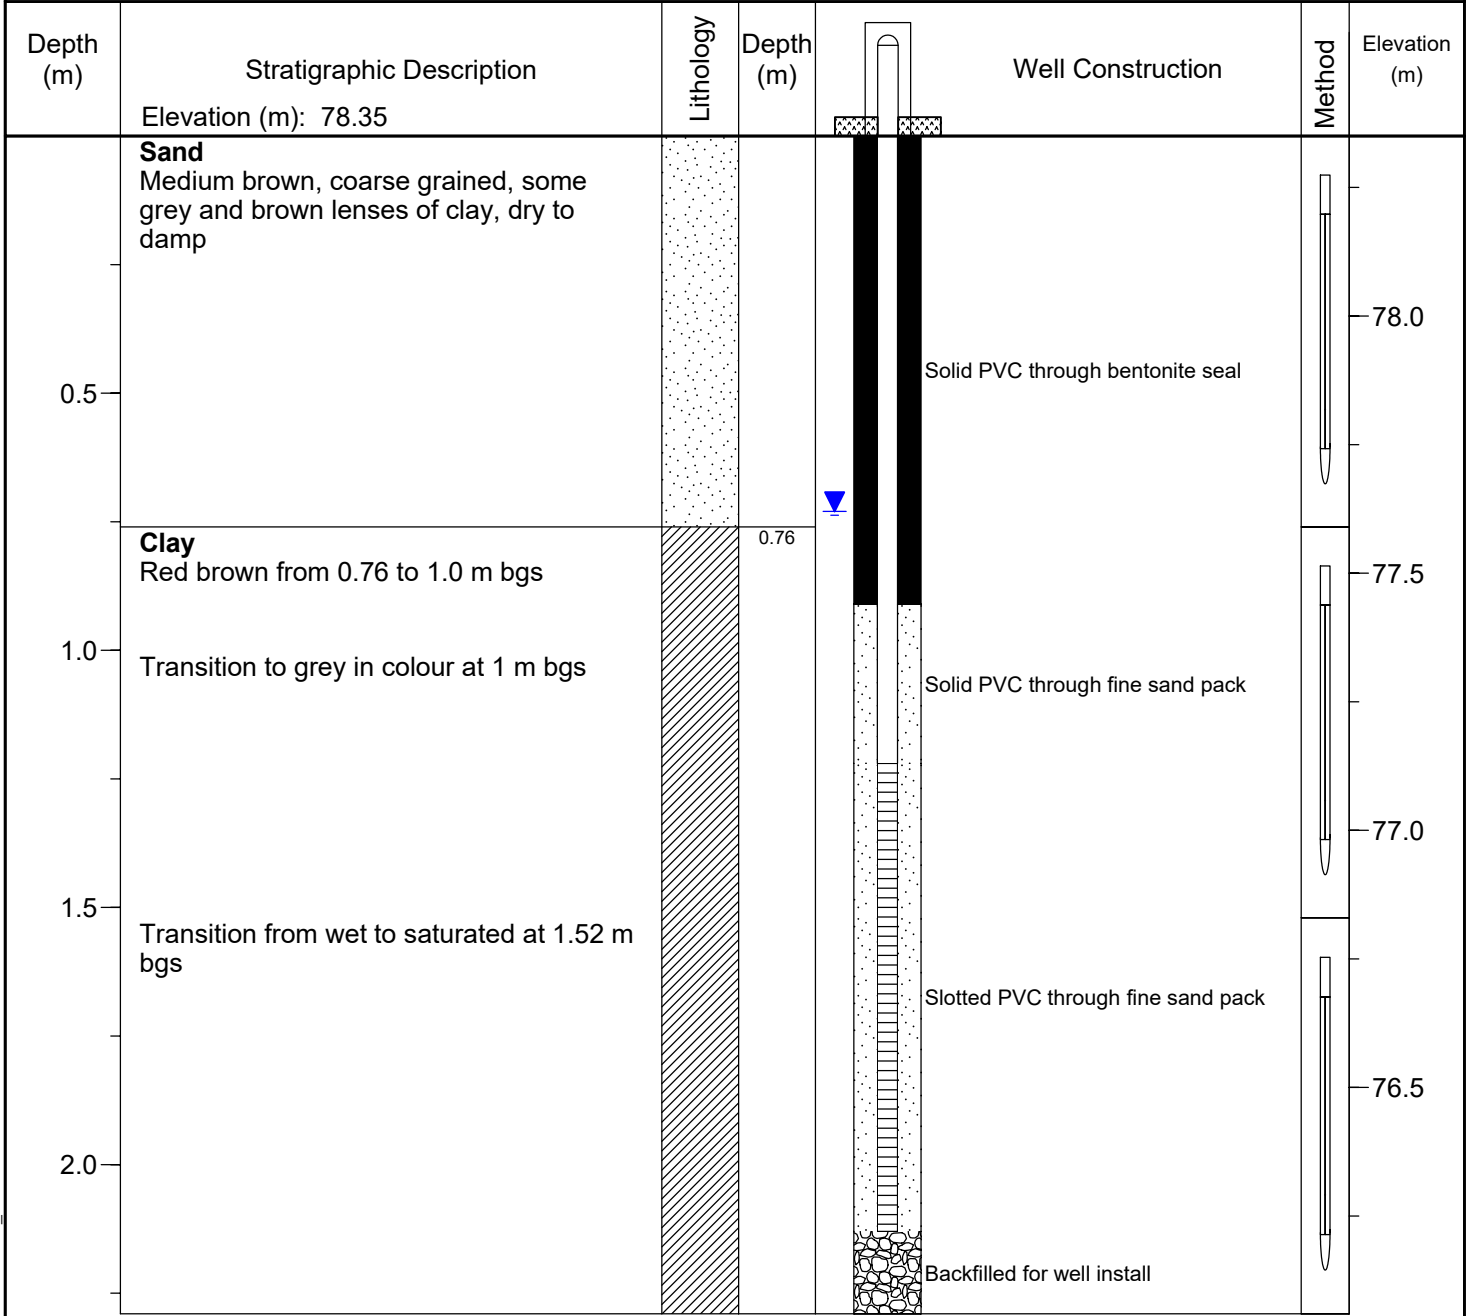 Depth
(m)
Stratigraphic Description
Elevation (m): 78.35
Lithology
Depth
(m)
Well Construction
Method
Elevation
(m)
Sand
Medium brown, coarse grained, some
grey and brown lenses of clay, dry to
damp
78.0
0.5
Solid PVC through bentonite seal
0.76
Clay
Red brown from 0.76 to 1.0 m bgs
77.5
1.0
Transition to grey in colour at 1 m bgs
Solid PVC through fine sand pack
77.0
1.5
Transition from wet to saturated at 1.52 m
bgs
Slotted PVC through fine sand pack
76.5
2.0
Backfilled for well install